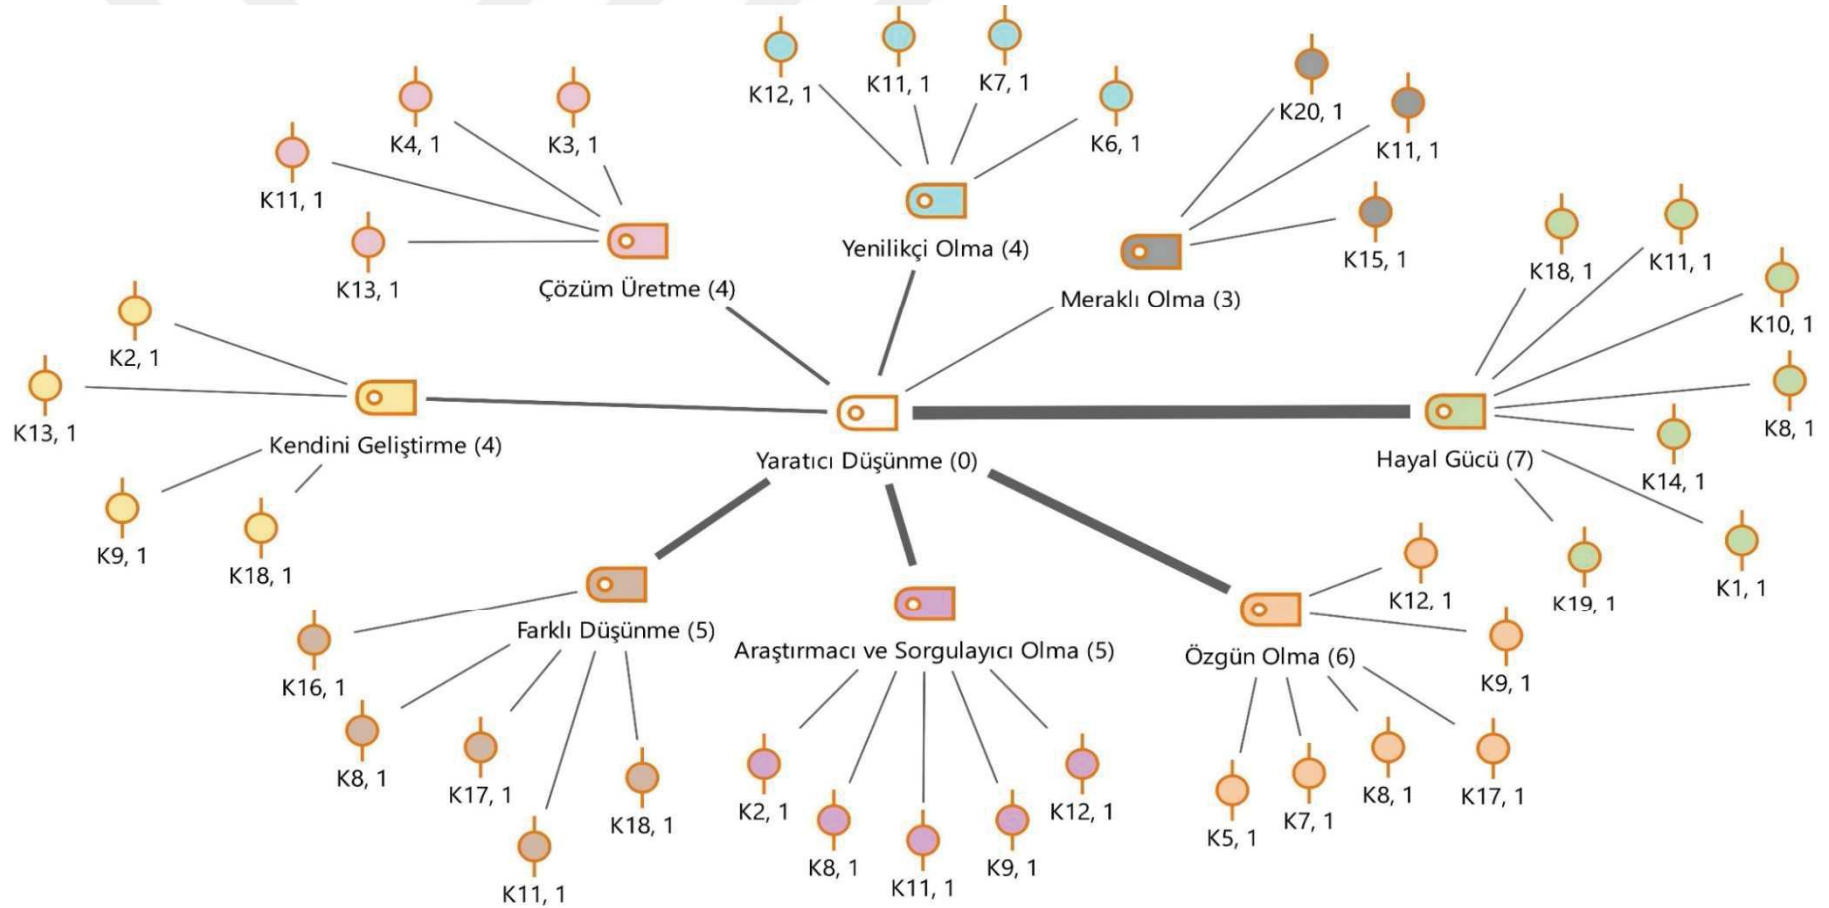 K12, 1
K11, 1
K7, 1
K6, 1
Yenilikçi Olma (4)
K4, 1
K3, 1
K11, 1
K13, 1
Çözüm Üretme (4)
K20, 1
K11, 1
K15, 1
Meraklı Olma (3)
K18, 1
K11, 1
K10, 1
K8, 1
K14, 1
K1, 1
K19, 1
Hayal Gücü (7)
K2, 1
K13, 1
Kendini Geliştirme (4)
K9, 1
K18, 1
Yaratıcı Düşünme (0)
Farklı Düşünme (5)
K16, 1
K8, 1
K17, 1
K11, 1
K18, 1
Araştırmacı ve Sorgulayıcı Olma (5)
K2, 1
K8, 1
K11, 1
K9, 1
K12, 1
Özgün Olma (6)
K12, 1
K9, 1
K5, 1
K7, 1
K8, 1
K17, 1